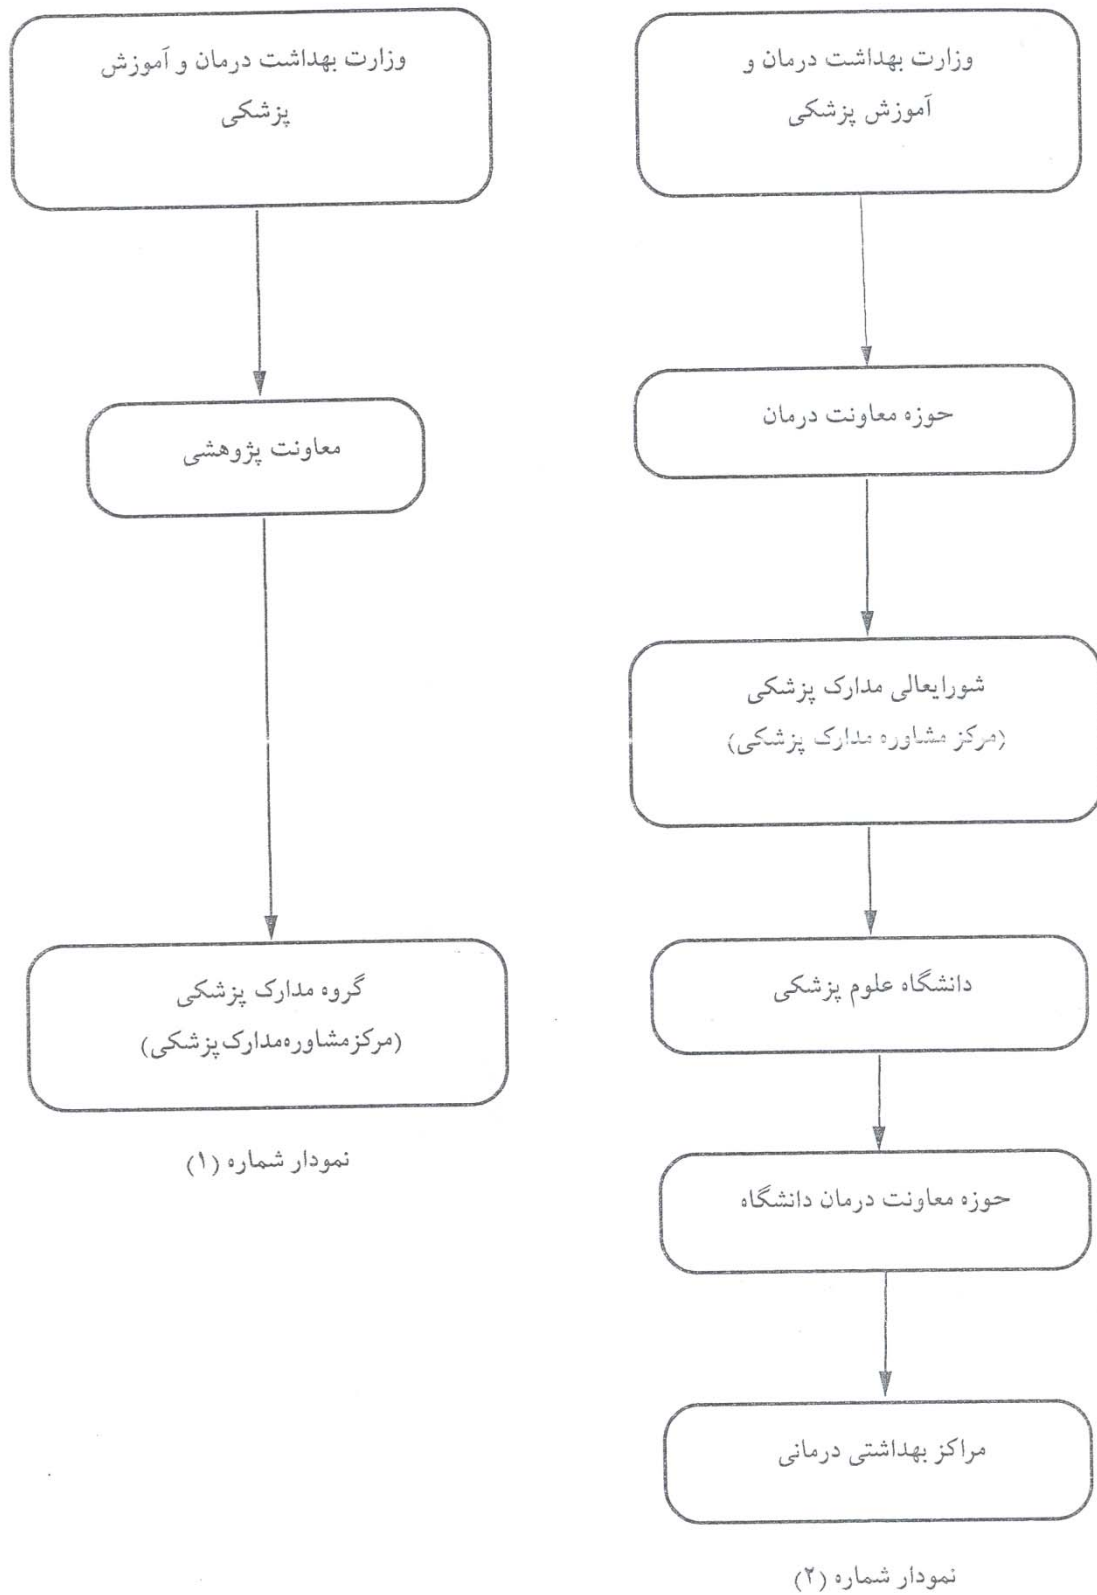 وزارت بهداشت درمان و
آموزش پزشکی
حوزه معاونت درمان
شورایعالی مدارک پزشکی
(مرکز مشاوره مدارک پزشکی)
دانشگاه علوم پزشکی
حوزه معاونت درمان دانشگاه
مراکز بهداشتی درمانی
نمودار شماره (۲)
وزارت بهداشت درمان و آموزش
پزشکی
معاونت پژوهشی
گروه مدارک پزشکی
(مرکزمشاوره‌مدارک‌پزشکی)
نمودار شماره (۱)